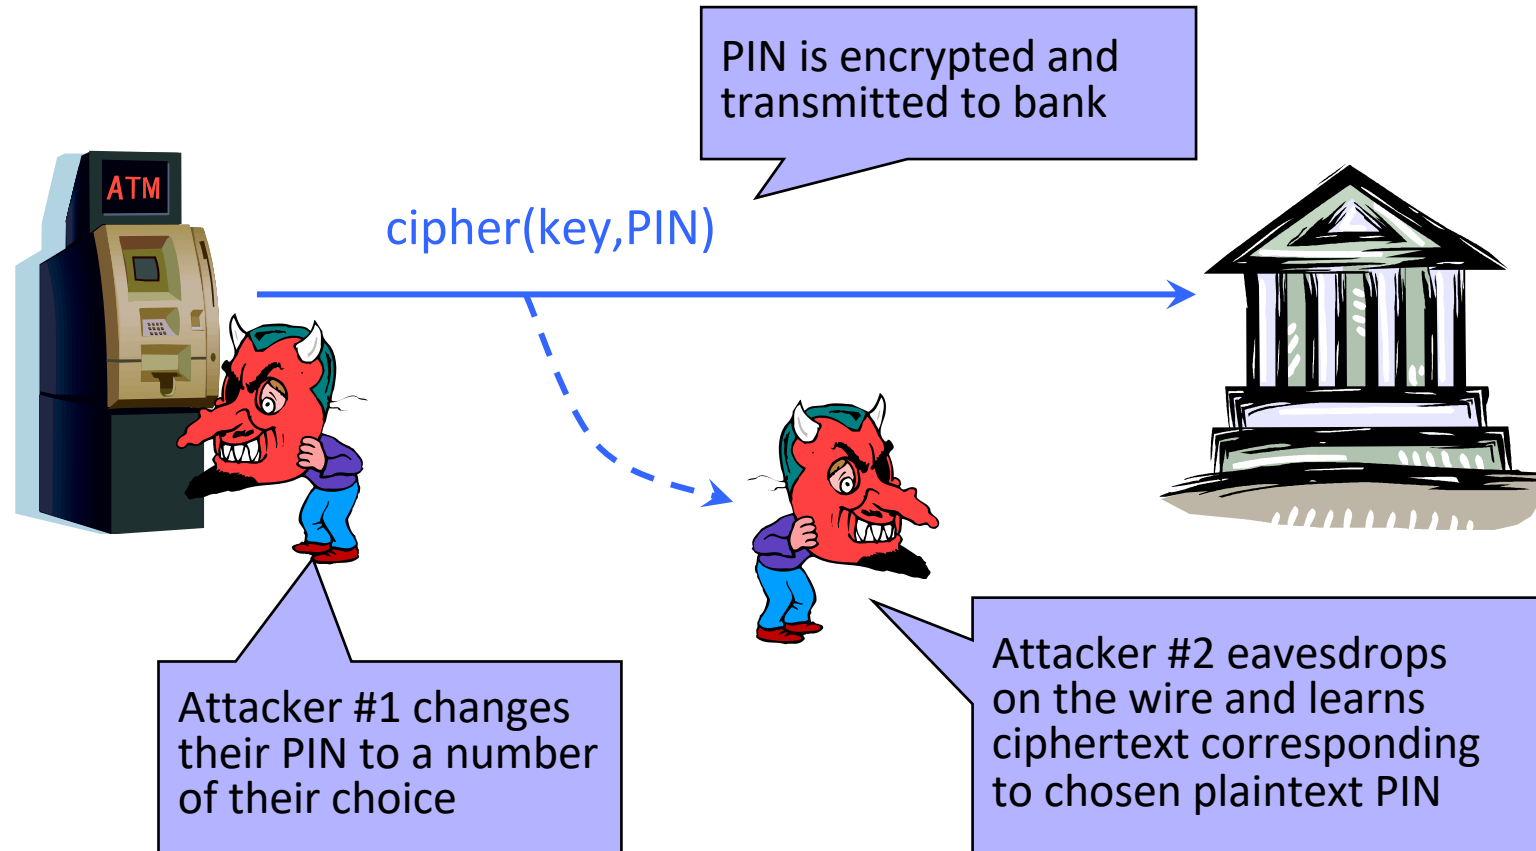 PIN is encrypted and
transmitted to bank
ATM
cipher(key,PIN)
Attacker #1 changes
their PIN to a number
of their choice
Attacker #2 eavesdrops
on the wire and learns
ciphertext corresponding
to chosen plaintext PIN